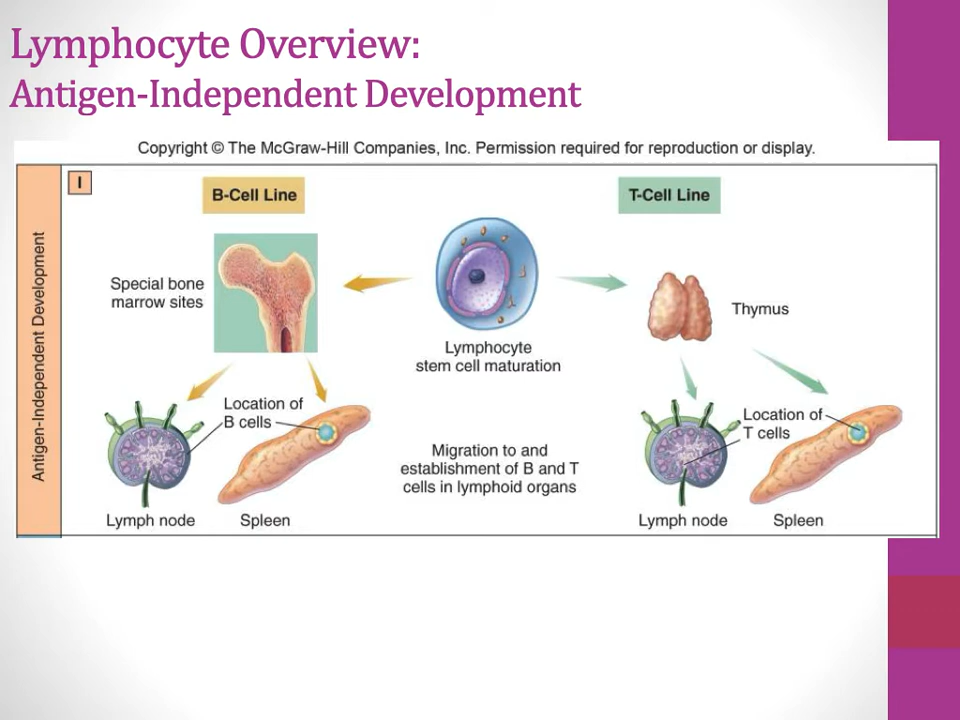 Lymphocyte Overview:
Antigen-Independent Development
Copyright © The McGraw-Hill Companies, Inc. Permission required for reproduction or display.
Antigen-Independent Development
I
B-Cell Line
T-Cell Line
Special bone
marrow sites
Thymus
Lymphocyte
stem cell maturation
Location of
B cells
Location of
T cells
Migration to and
establishment of B and T
cells in lymphoid organs
Lymph node
Spleen
Lymph node
Spleen